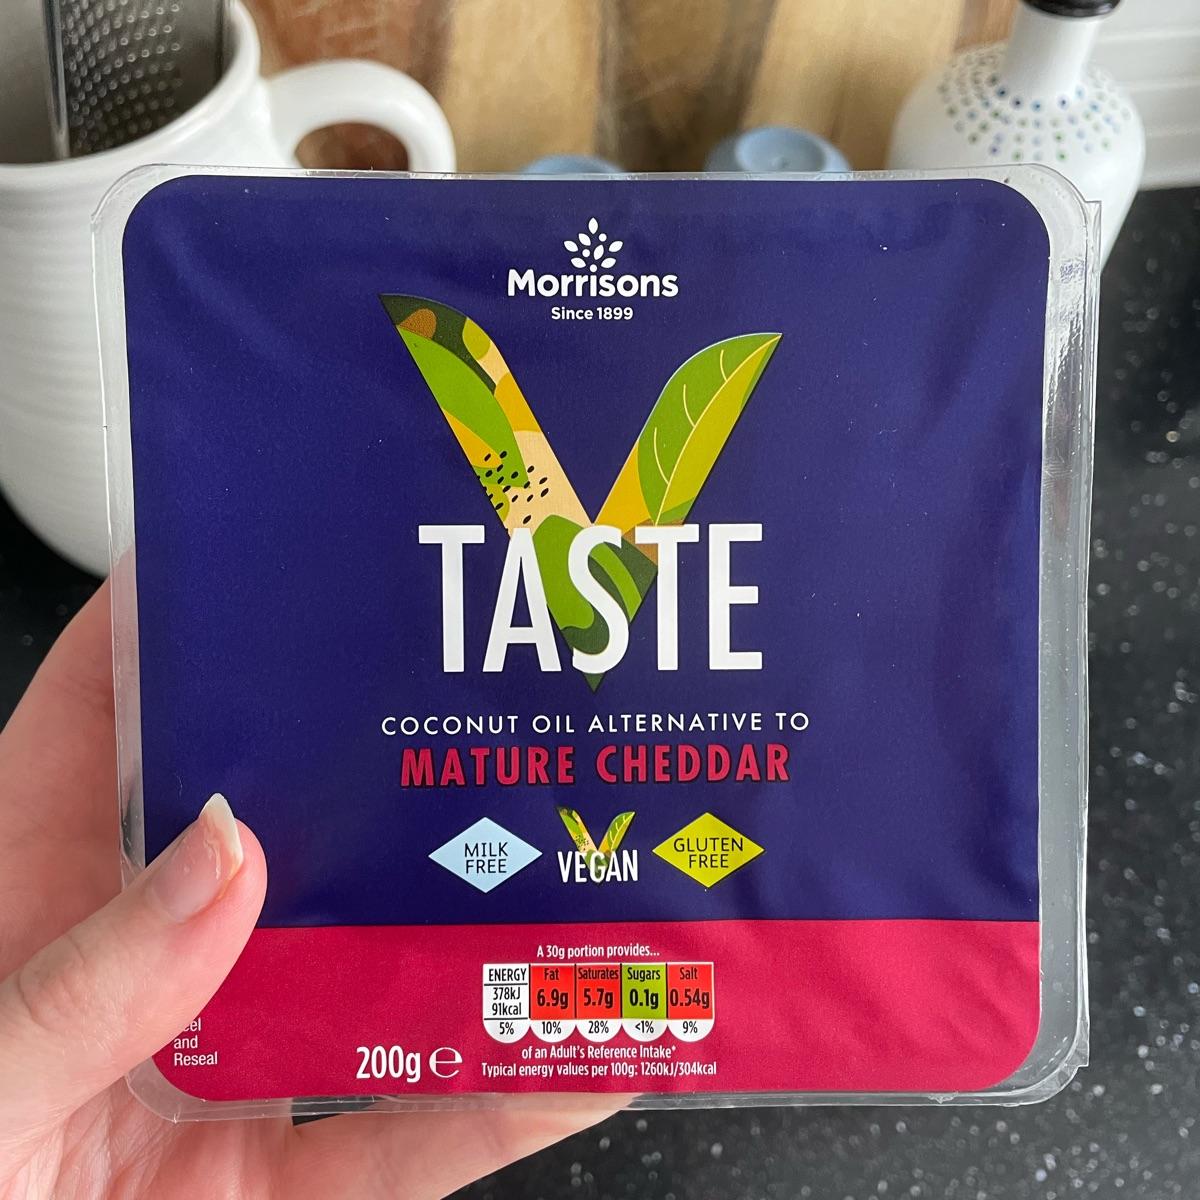 Morrisons
Since 1899
V
TASTE
COCONUT OIL ALTERNATIVE TO
MATURE CHEDDAR
MILK
FREE
V
VEGAN
GLUTEN
FREE
A 30g portion provides...
ENERGY Fat Saturates Sugars Salt
378kJ
91kcal 6.9g 5.7g 0.1g 0.54g
5% 10% 28% <1% 9%
of an Adult's Reference Intake*
Typical energy values per 100g: 1260kJ/304kcal
200g ℮
and
Reseal